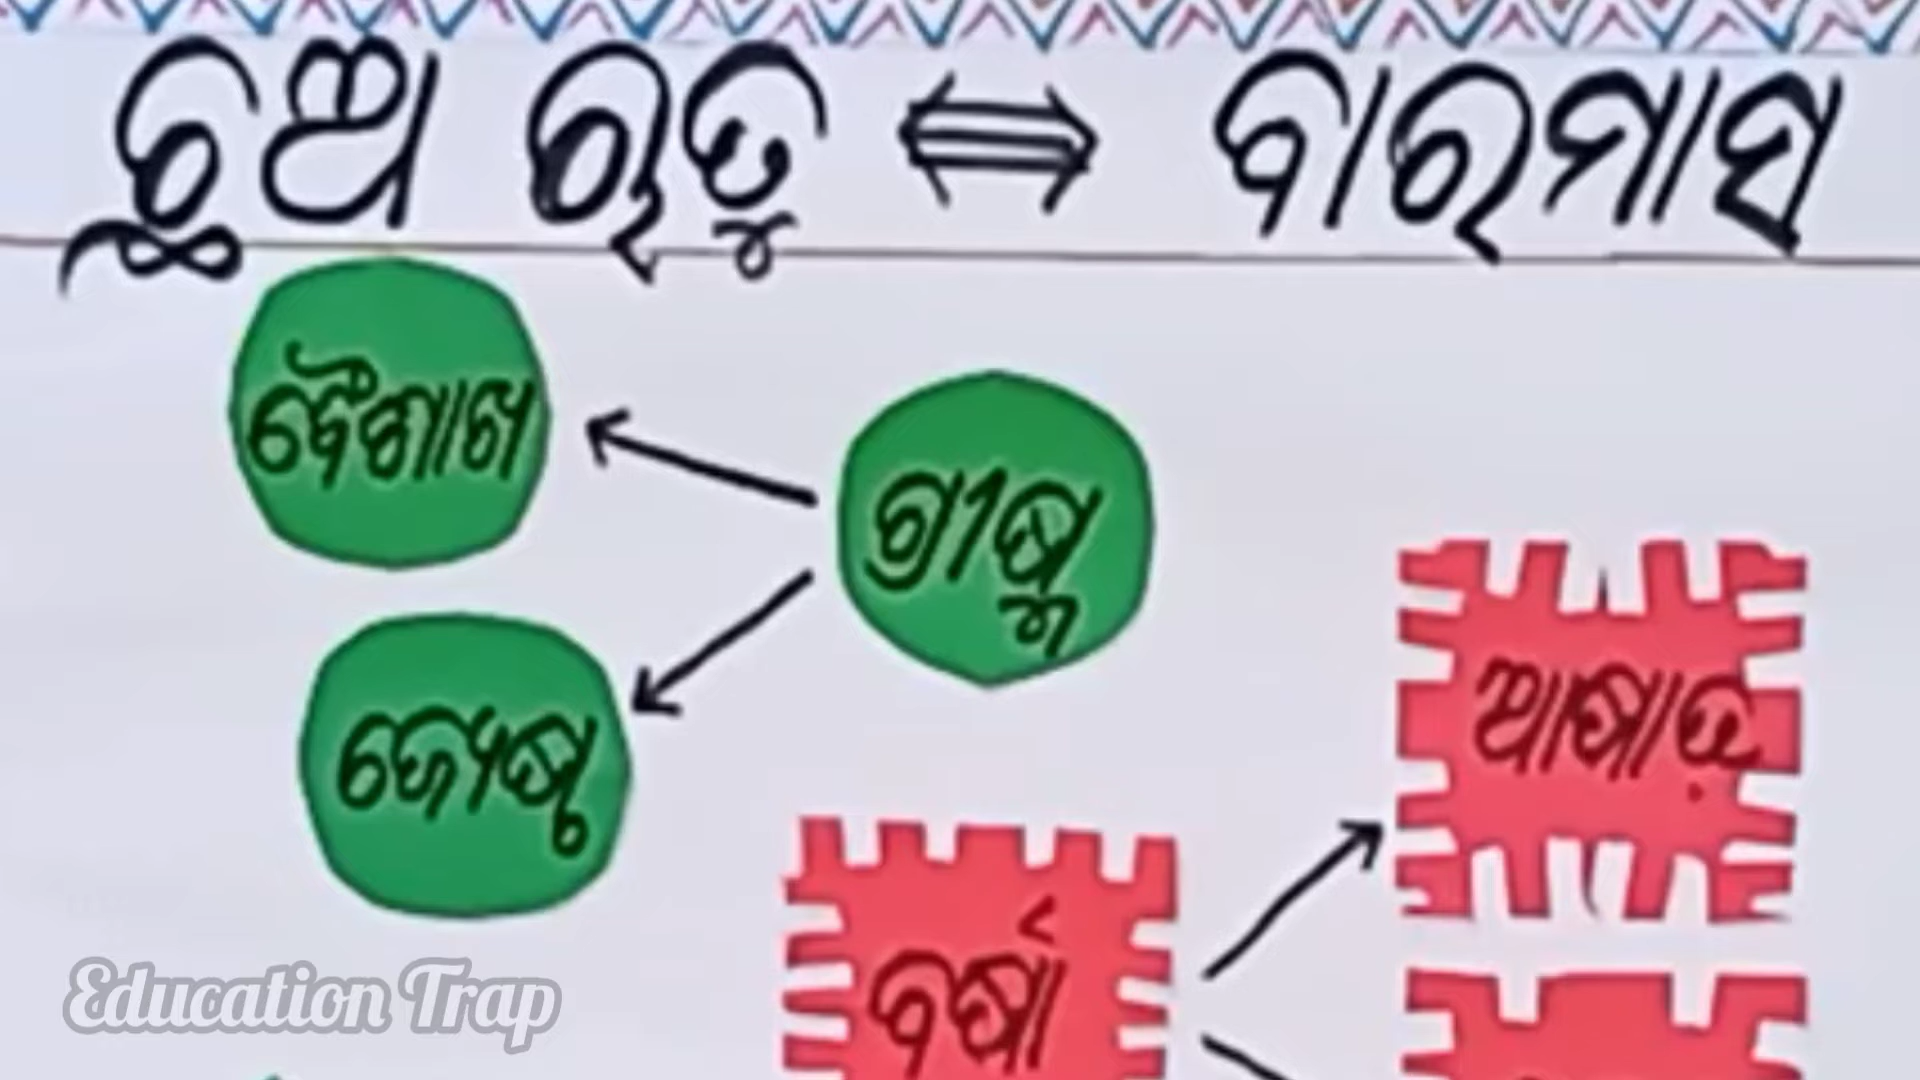 ଛଅ ଋତୁ ⇔ ବାରମାସ
ବୈଶାଖ
ଗ୍ରୀଷ୍ମ
ଜ୍ୟେଷ୍ଠ
ଆଷାଢ଼
ବର୍ଷା
Education Trap